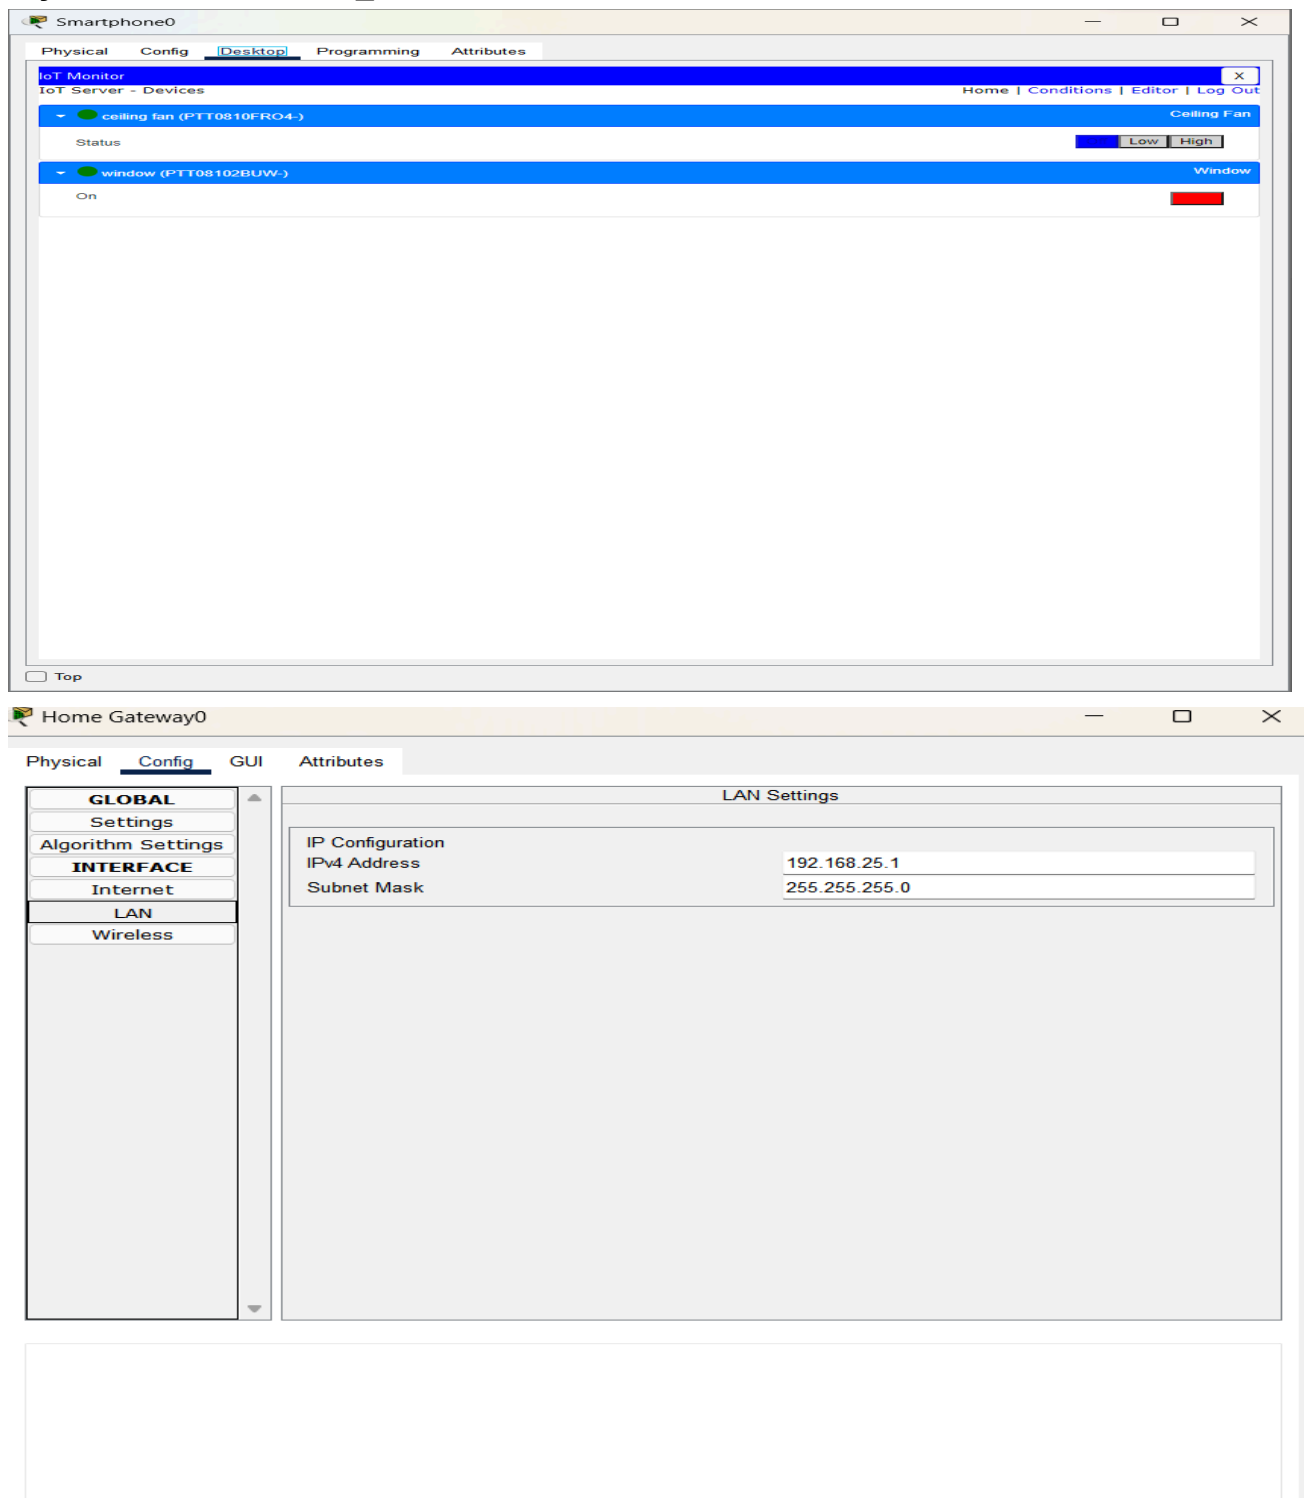 Smartphone0
Physical Config Desktop Programming Attributes
IoT Monitor X
IoT Server - Devices Home | Conditions | Editor | Log Out
ceiling fan (PTT0810FRO4-) Ceiling Fan
Status Low High
window (PTT08102BUW-) Window
On
Top
Home Gateway0
Physical Config GUI Attributes
GLOBAL
Settings
Algorithm Settings
INTERFACE
Internet
LAN
Wireless
LAN Settings
IP Configuration
IPv4 Address 192.168.25.1
Subnet Mask 255.255.255.0